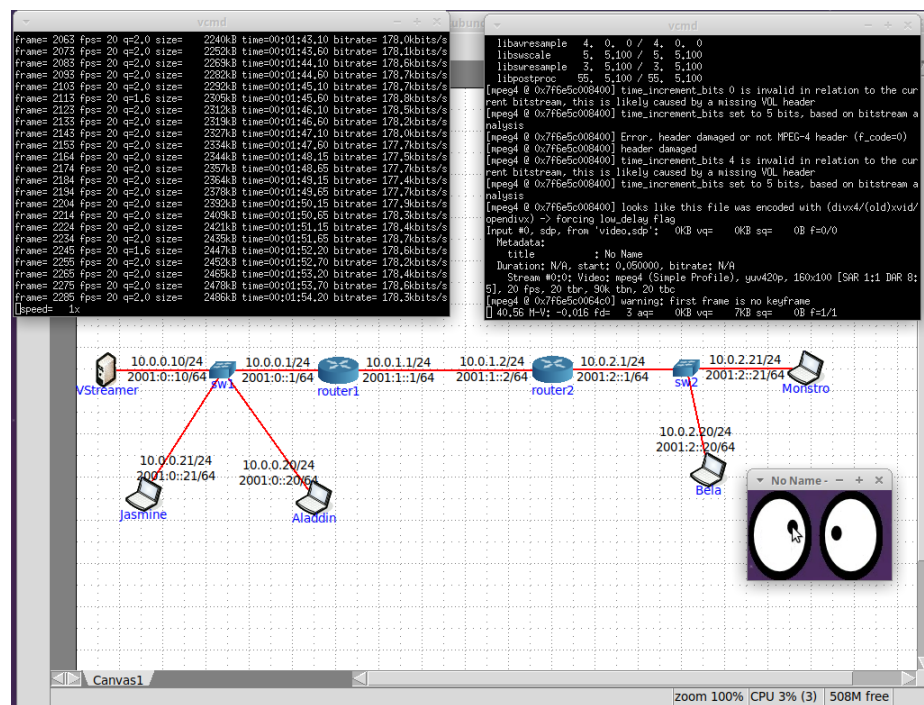 vcmd
frame= 2063 fps= 20 q=2.0 size= 2240kB time=00:01:43.10 bitrate= 178.0kbits/s
frame= 2073 fps= 20 q=2.0 size= 2252kB time=00:01:43.60 bitrate= 178.1kbits/s
frame= 2083 fps= 20 q=2.0 size= 2269kB time=00:01:44.10 bitrate= 178.6kbits/s
frame= 2093 fps= 20 q=2.0 size= 2282kB time=00:01:44.60 bitrate= 178.7kbits/s
frame= 2103 fps= 20 q=2.0 size= 2292kB time=00:01:45.10 bitrate= 178.7kbits/s
frame= 2113 fps= 20 q=1.6 size= 2305kB time=00:01:45.60 bitrate= 178.8kbits/s
frame= 2123 fps= 20 q=2.0 size= 2312kB time=00:01:46.10 bitrate= 178.5kbits/s
frame= 2133 fps= 20 q=2.0 size= 2319kB time=00:01:46.60 bitrate= 178.2kbits/s
frame= 2143 fps= 20 q=2.0 size= 2327kB time=00:01:47.10 bitrate= 178.0kbits/s
frame= 2153 fps= 20 q=2.0 size= 2334kB time=00:01:47.60 bitrate= 177.7kbits/s
frame= 2164 fps= 20 q=2.0 size= 2344kB time=00:01:48.15 bitrate= 177.5kbits/s
frame= 2174 fps= 20 q=2.0 size= 2357kB time=00:01:48.65 bitrate= 177.7kbits/s
frame= 2184 fps= 20 q=2.0 size= 2364kB time=00:01:49.15 bitrate= 177.4kbits/s
frame= 2194 fps= 20 q=2.0 size= 2378kB time=00:01:49.65 bitrate= 177.7kbits/s
frame= 2204 fps= 20 q=2.0 size= 2392kB time=00:01:50.15 bitrate= 177.9kbits/s
frame= 2214 fps= 20 q=2.0 size= 2409kB time=00:01:50.65 bitrate= 178.3kbits/s
frame= 2224 fps= 20 q=2.0 size= 2421kB time=00:01:51.15 bitrate= 178.4kbits/s
frame= 2234 fps= 20 q=2.0 size= 2435kB time=00:01:51.65 bitrate= 178.7kbits/s
frame= 2245 fps= 20 q=1.6 size= 2447kB time=00:01:52.20 bitrate= 178.6kbits/s
frame= 2255 fps= 20 q=2.0 size= 2452kB time=00:01:52.70 bitrate= 178.2kbits/s
frame= 2265 fps= 20 q=2.0 size= 2465kB time=00:01:53.20 bitrate= 178.4kbits/s
frame= 2275 fps= 20 q=2.0 size= 2478kB time=00:01:53.70 bitrate= 178.6kbits/s
frame= 2285 fps= 20 q=2.0 size= 2486kB time=00:01:54.20 bitrate= 178.3kbits/s
speed= 1x
vcmd
libavresample 4. 0. 0 / 4. 0. 0
libswscale 5. 5.100 / 5. 5.100
libswresample 3. 5.100 / 3. 5.100
libpostproc 55. 5.100 / 55. 5.100
[mpeg4 @ 0x7f6e5c008400] time_increment_bits 0 is invalid in relation to the cur
rent bitstream, this is likely caused by a missing VOL header
[mpeg4 @ 0x7f6e5c008400] time_increment_bits set to 5 bits, based on bitstream a
nalysis
[mpeg4 @ 0x7f6e5c008400] Error, header damaged or not MPEG-4 header (f_code=0)
[mpeg4 @ 0x7f6e5c008400] header damaged
[mpeg4 @ 0x7f6e5c008400] time_increment_bits 4 is invalid in relation to the cur
rent bitstream, this is likely caused by a missing VOL header
[mpeg4 @ 0x7f6e5c008400] time_increment_bits set to 5 bits, based on bitstream a
nalysis
[mpeg4 @ 0x7f6e5c008400] looks like this file was encoded with (divx4/(old)xvid/
opendivx) -> forcing low_delay flag
Input #0, sdp, from 'video.sdp': 0KB vq= 0KB sq= 0B f=0/0
Metadata:
title : No Name
Duration: N/A, start: 0.050000, bitrate: N/A
Stream #0:0: Video: mpeg4 (Simple Profile), yuv420p, 160x100 [SAR 1:1 DAR 8:
5], 20 fps, 20 tbr, 90k tbn, 20 tbc
[mpeg4 @ 0x7f6e5c0064c0] warning: first frame is no keyframe
40.56 M-V: -0.016 fd= 3 aq= 0KB vq= 7KB sq= 0B f=1/1
10.0.0.10/24
2001:0::10/64
VStreamer
sw1
10.0.0.1/24
2001:0::1/64
router1
10.0.1.1/24
2001:1::1/64
10.0.1.2/24
2001:1::2/64
router2
10.0.2.1/24
2001:2::1/64
sw2
10.0.2.21/24
2001:2::21/64
Monstro
10.0.0.21/24
2001:0::21/64
Jasmine
10.0.0.20/24
2001:0::20/64
Aladdin
10.0.2.20/24
2001:2::20/64
Bela
No Name -
Canvas1
zoom 100% CPU 3% (3) 508M free